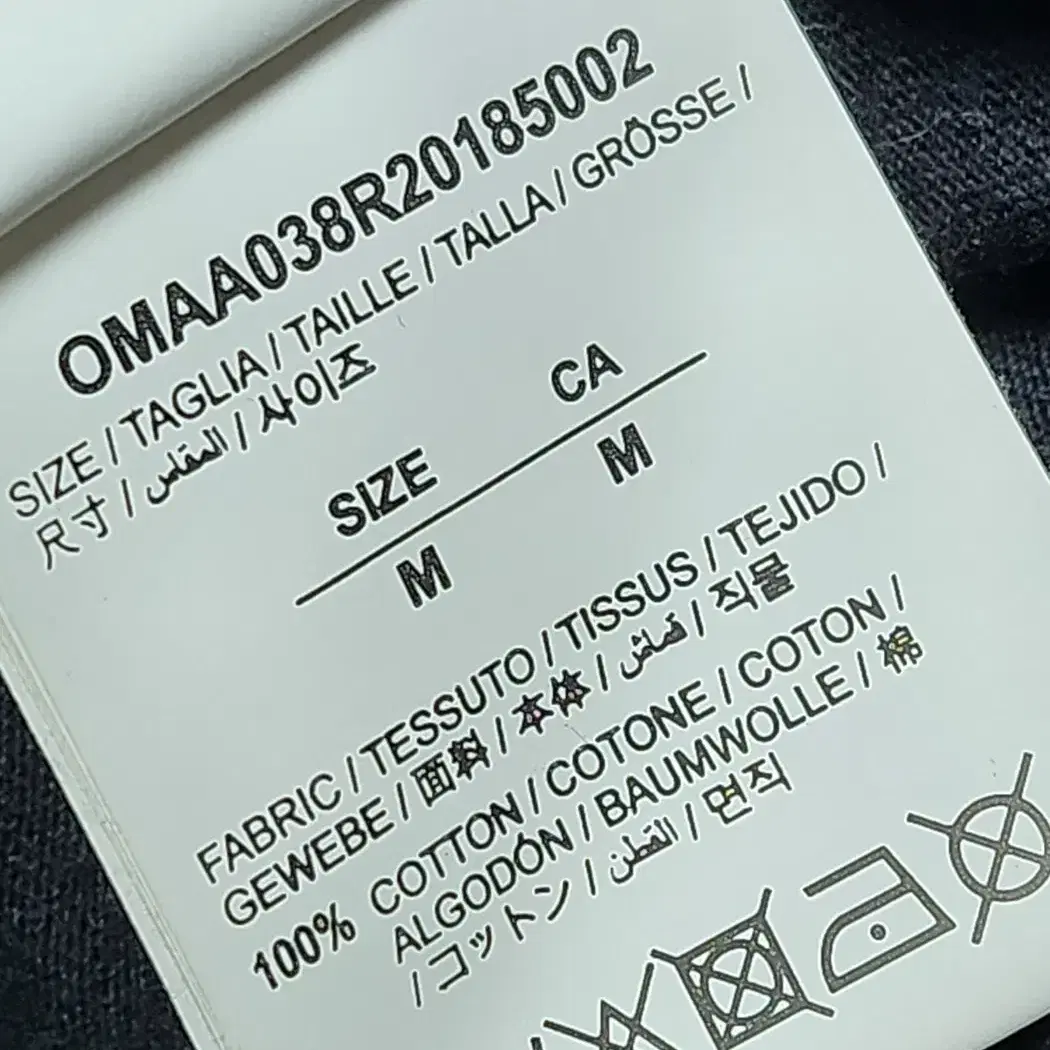 OMAA038R20185002
SIZE / TAGLIA / TAILLE / TALLA / GRÖSSE /
尺寸 / المقاس / 사이즈
SIZE CA
M M
FABRIC / TESSUTO / TISSUS / TEJIDO /
GEWEBE / 面料 / 本体 / قماش / 직물
100% COTTON / COTONE / COTON /
ALGODÓN / BAUMWOLLE / 棉
/ コットン / القطن / 면직